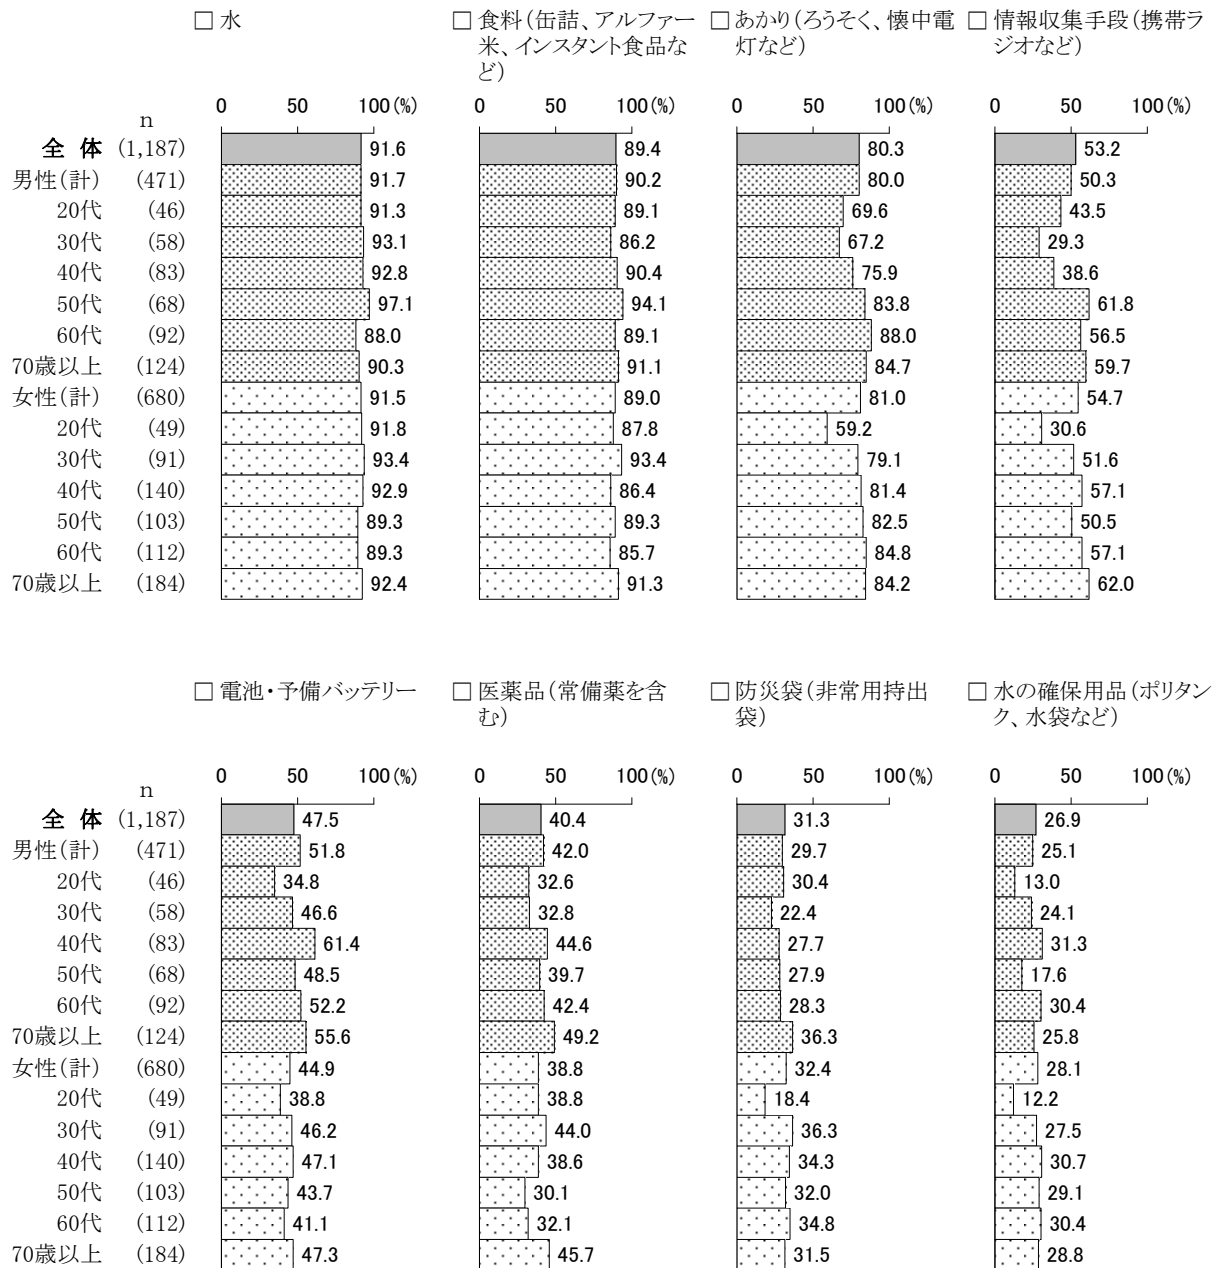 □ 水 □ 食料(缶詰、アルファー □ あかり(ろうそく、懐中電 □ 情報収集手段(携帯ラ
米、インスタント食品な 灯など) ジオなど)
ど)
0 50 100(%) 0 50 100(%) 0 50 100(%) 0 50 100(%)
n
全 体 (1,187) 91.6 89.4 80.3 53.2
男性(計) (471) 91.7 90.2 80.0 50.3
20代 (46) 91.3 89.1 69.6 43.5
30代 (58) 93.1 86.2 67.2 29.3
40代 (83) 92.8 90.4 75.9 38.6
50代 (68) 97.1 94.1 83.8 61.8
60代 (92) 88.0 89.1 88.0 56.5
70歳以上 (124) 90.3 91.1 84.7 59.7
女性(計) (680) 91.5 89.0 81.0 54.7
20代 (49) 91.8 87.8 59.2 30.6
30代 (91) 93.4 93.4 79.1 51.6
40代 (140) 92.9 86.4 81.4 57.1
50代 (103) 89.3 89.3 82.5 50.5
60代 (112) 89.3 85.7 84.8 57.1
70歳以上 (184) 92.4 91.3 84.2 62.0
□ 電池・予備バッテリー □ 医薬品(常備薬を含 □ 防災袋(非常用持出 □ 水の確保用品(ポリタン
む) 袋) ク、水袋など)
0 50 100(%) 0 50 100(%) 0 50 100(%) 0 50 100(%)
n
全 体 (1,187) 47.5 40.4 31.3 26.9
男性(計) (471) 51.8 42.0 29.7 25.1
20代 (46) 34.8 32.6 30.4 13.0
30代 (58) 46.6 32.8 22.4 24.1
40代 (83) 61.4 44.6 27.7 31.3
50代 (68) 48.5 39.7 27.9 17.6
60代 (92) 52.2 42.4 28.3 30.4
70歳以上 (124) 55.6 49.2 36.3 25.8
女性(計) (680) 44.9 38.8 32.4 28.1
20代 (49) 38.8 38.8 18.4 12.2
30代 (91) 46.2 44.0 36.3 27.5
40代 (140) 47.1 38.6 34.3 30.7
50代 (103) 43.7 30.1 32.0 29.1
60代 (112) 41.1 32.1 34.8 30.4
70歳以上 (184) 47.3 45.7 31.5 28.8